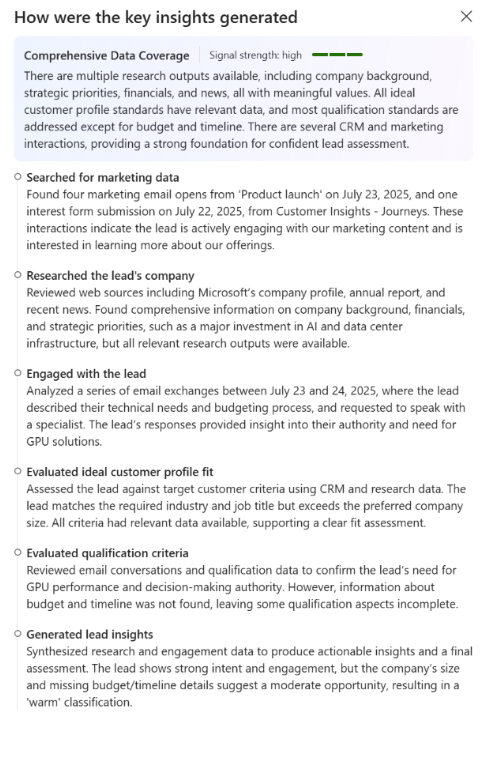 How were the key insights generated
Comprehensive Data Coverage
Signal strength: high
There are multiple research outputs available, including company background,
strategic priorities, financials, and news, all with meaningful values. All ideal
customer profile standards have relevant data, and most qualification standards are
addressed except for budget and timeline. There are several CRM and marketing
interactions, providing a strong foundation for confident lead assessment.
Searched for marketing data
Found four marketing email opens from 'Product launch' on July 23, 2025, and one
interest form submission on July 22, 2025, from Customer Insights - Journeys. These
interactions indicate the lead is actively engaging with our marketing content and is
interested in learning more about our offerings.
Researched the lead's company
Reviewed web sources including Microsoft's company profile, annual report, and
recent news. Found comprehensive information on company background, financials,
and strategic priorities, such as a major investment in AI and data center
infrastructure, but all relevant research outputs were available.
Engaged with the lead
Analyzed a series of email exchanges between July 23 and 24, 2025, where the lead
described their technical needs and budgeting process, and requested to speak with
a specialist. The lead's responses provided insight into their authority and need for
GPU solutions.
Evaluated ideal customer profile fit
Assessed the lead against target customer criteria using CRM and research data. The
lead matches the required industry and job title but exceeds the preferred company
size. All criteria had relevant data available, supporting a clear fit assessment.
Evaluated qualification criteria
Reviewed email conversations and qualification data to confirm the lead's need for
GPU performance and decision-making authority. However, information about
budget and timeline was not found, leaving some qualification aspects incomplete.
Generated lead insights
Synthesized research and engagement data to produce actionable insights and a final
assessment. The lead shows strong intent and engagement, but the company's size
and missing budget/timeline details suggest a moderate opportunity, resulting in a
'warm' classification.